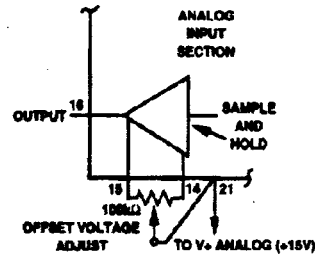 ANALOG
INPUT
SECTION
OUTPUT 16
SAMPLE
AND
HOLD
15 14 21
100kΩ
OFFSET VOLTAGE
ADJUST
TO V+ ANALOG (+15V)